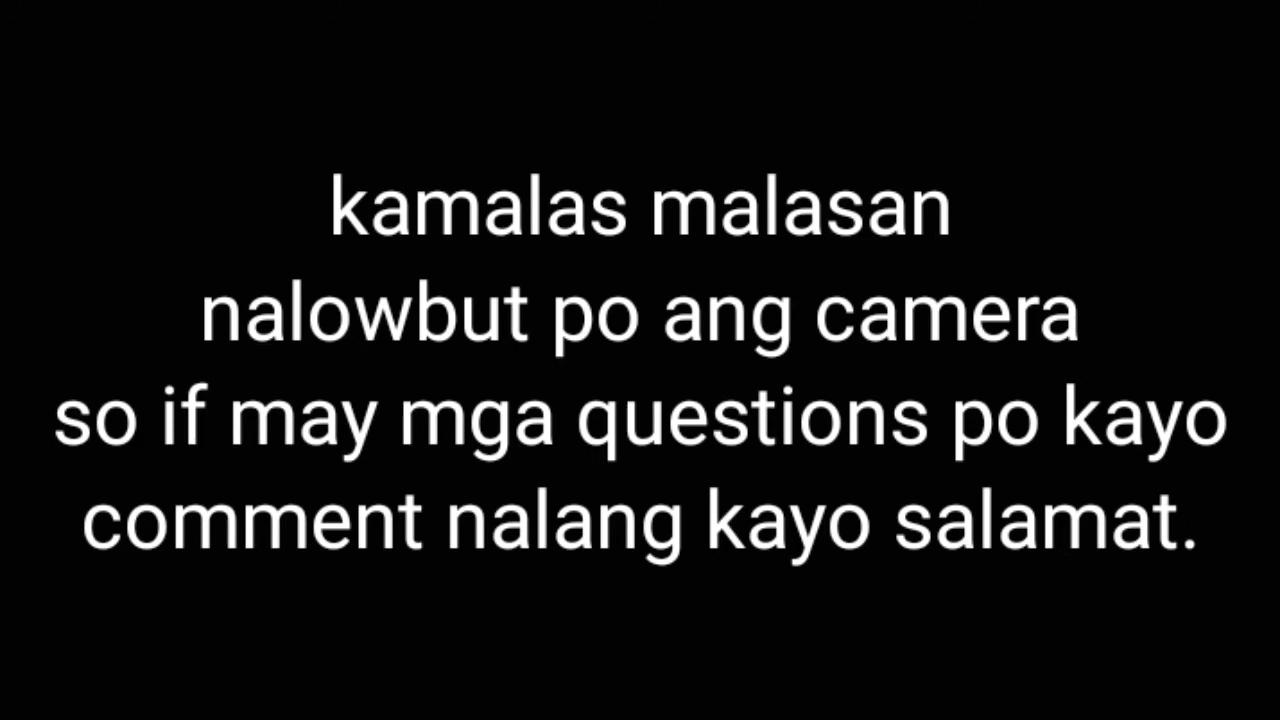 kamalas malasan
nalowbut po ang camera
so if may mga questions po kayo
comment nalang kayo salamat.